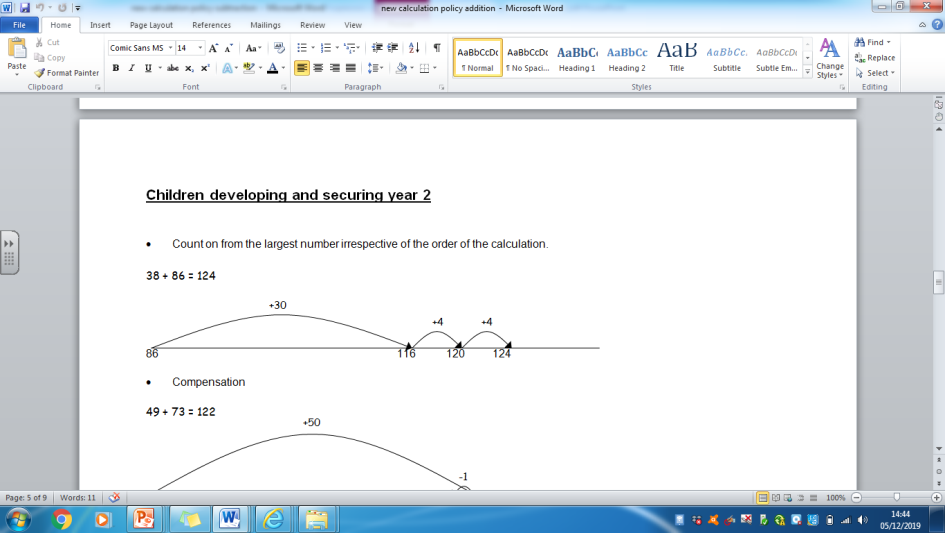 new calculation policy addition - Microsoft Word
File Home Insert Page Layout References Mailings Review View
Cut
Copy
Format Painter
Paste
Clipboard
Comic Sans MS 14
Font
Paragraph
AaBbCcDc AaBbCcDc AaBbC AaBbCc AaB AaBbCc. AaBbCcDc
¶ Normal ¶ No Spaci... Heading 1 Heading 2 Title Subtitle Subtle Em...
Styles
Change Styles
Find
Replace
Select
Editing
Children developing and securing year 2
• Count on from the largest number irrespective of the order of the calculation.
38 + 86 = 124
+30
+4 +4
86 116 120 124
• Compensation
49 + 73 = 122
+50
-1
Page: 5 of 9 Words: 11 100%
14:44
05/12/2019